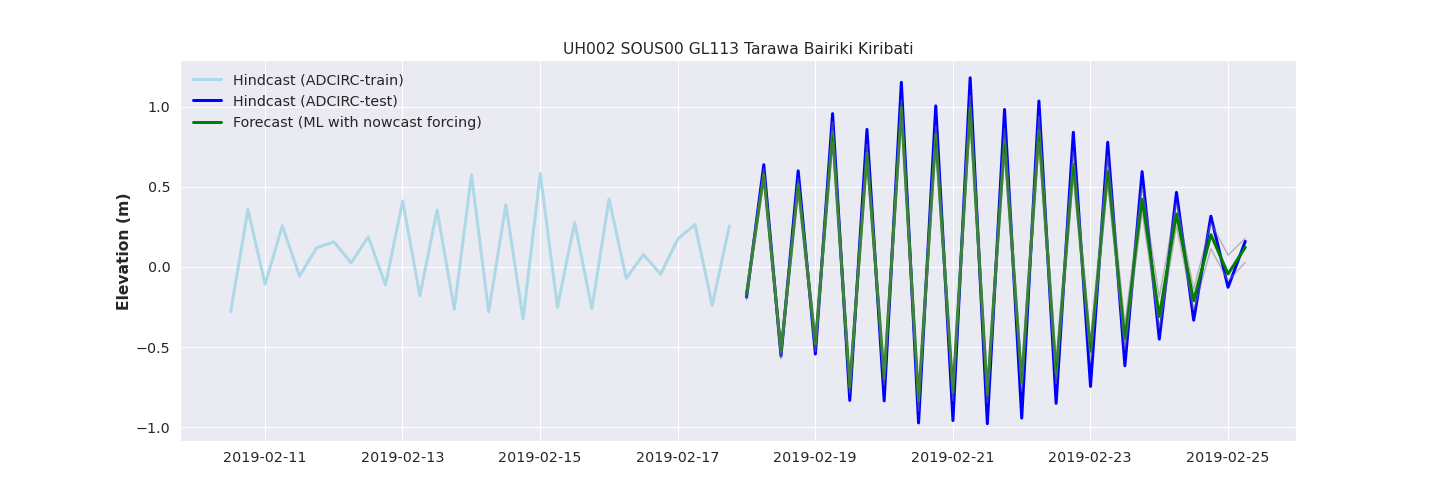 UH002 SOUS00 GL113 Tarawa Bairiki Kiribati
Hindcast (ADCIRC-train)
Hindcast (ADCIRC-test)
Forecast (ML with nowcast forcing)
Elevation (m)
1.0
0.5
0.0
−0.5
−1.0
2019-02-11 2019-02-13 2019-02-15 2019-02-17 2019-02-19 2019-02-21 2019-02-23 2019-02-25